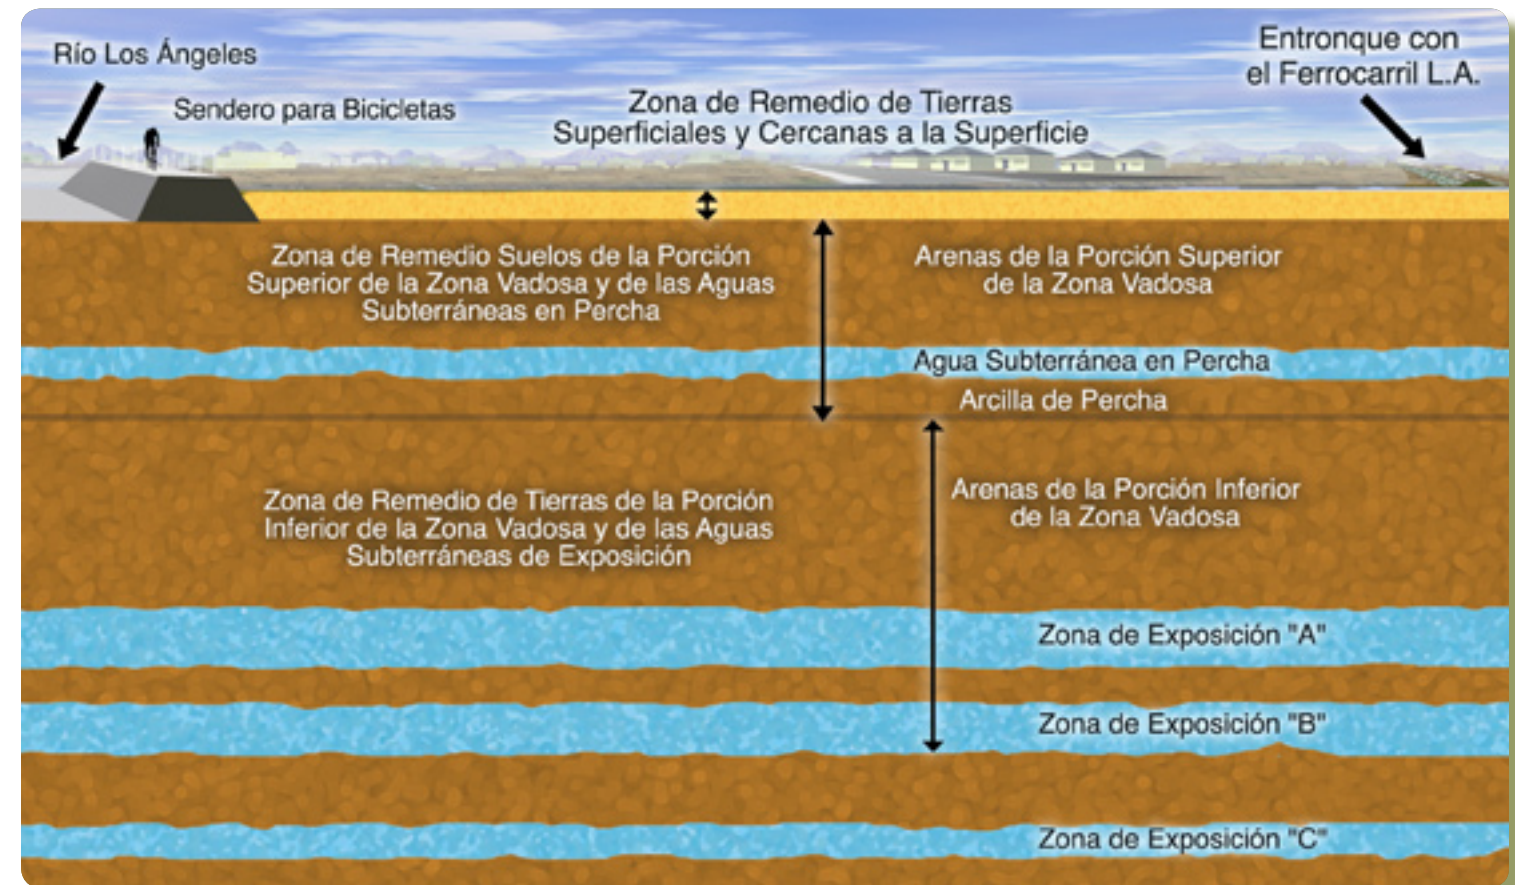 Río Los Ángeles
Sendero para Bicicletas
Zona de Remedio de Tierras
Superficiales y Cercanas a la Superficie
Entronque con
el Ferrocarril L.A.
Zona de Remedio Suelos de la Porción
Superior de la Zona Vadosa y de las Aguas
Subterráneas en Percha
Arenas de la Porción Superior
de la Zona Vadosa
Agua Subterránea en Percha
Arcilla de Percha
Zona de Remedio de Tierras de la Porción
Inferior de la Zona Vadosa y de las Aguas
Subterráneas de Exposición
Arenas de la Porción Inferior
de la Zona Vadosa
Zona de Exposición "A"
Zona de Exposición "B"
Zona de Exposición "C"